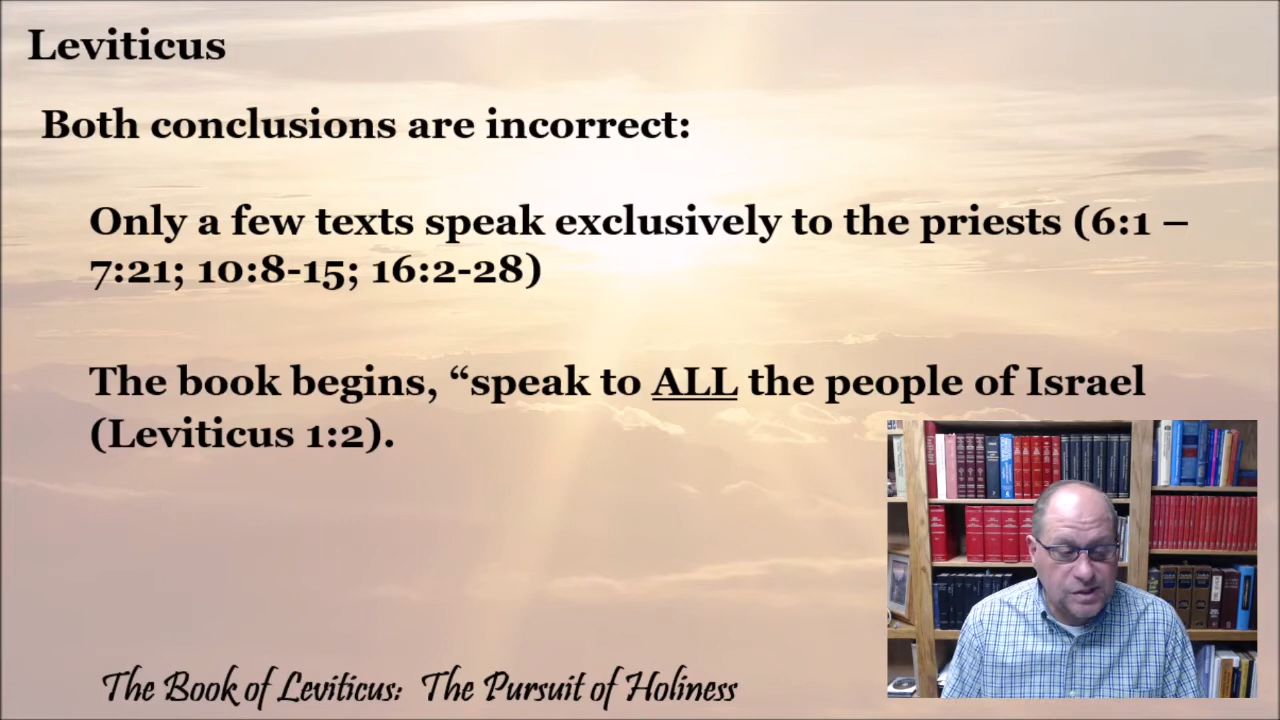 Leviticus
Both conclusions are incorrect:
Only a few texts speak exclusively to the priests (6:1 –
7:21; 10:8-15; 16:2-28)
The book begins, “speak to ALL the people of Israel
(Leviticus 1:2).
The Book of Leviticus: The Pursuit of Holiness